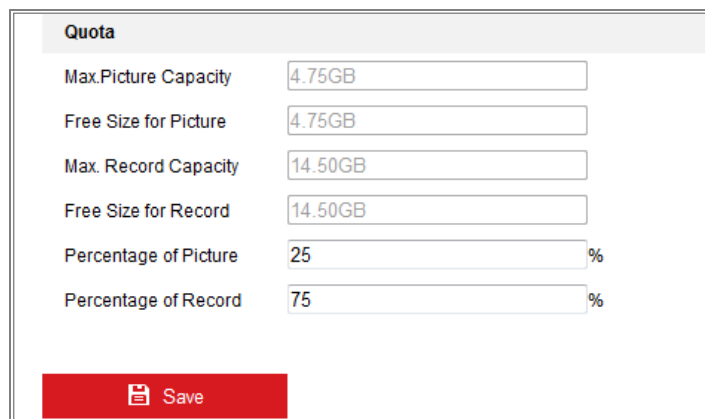 Quota
Max.Picture Capacity 4.75GB
Free Size for Picture 4.75GB
Max. Record Capacity 14.50GB
Free Size for Record 14.50GB
Percentage of Picture 25 %
Percentage of Record 75 %
Save